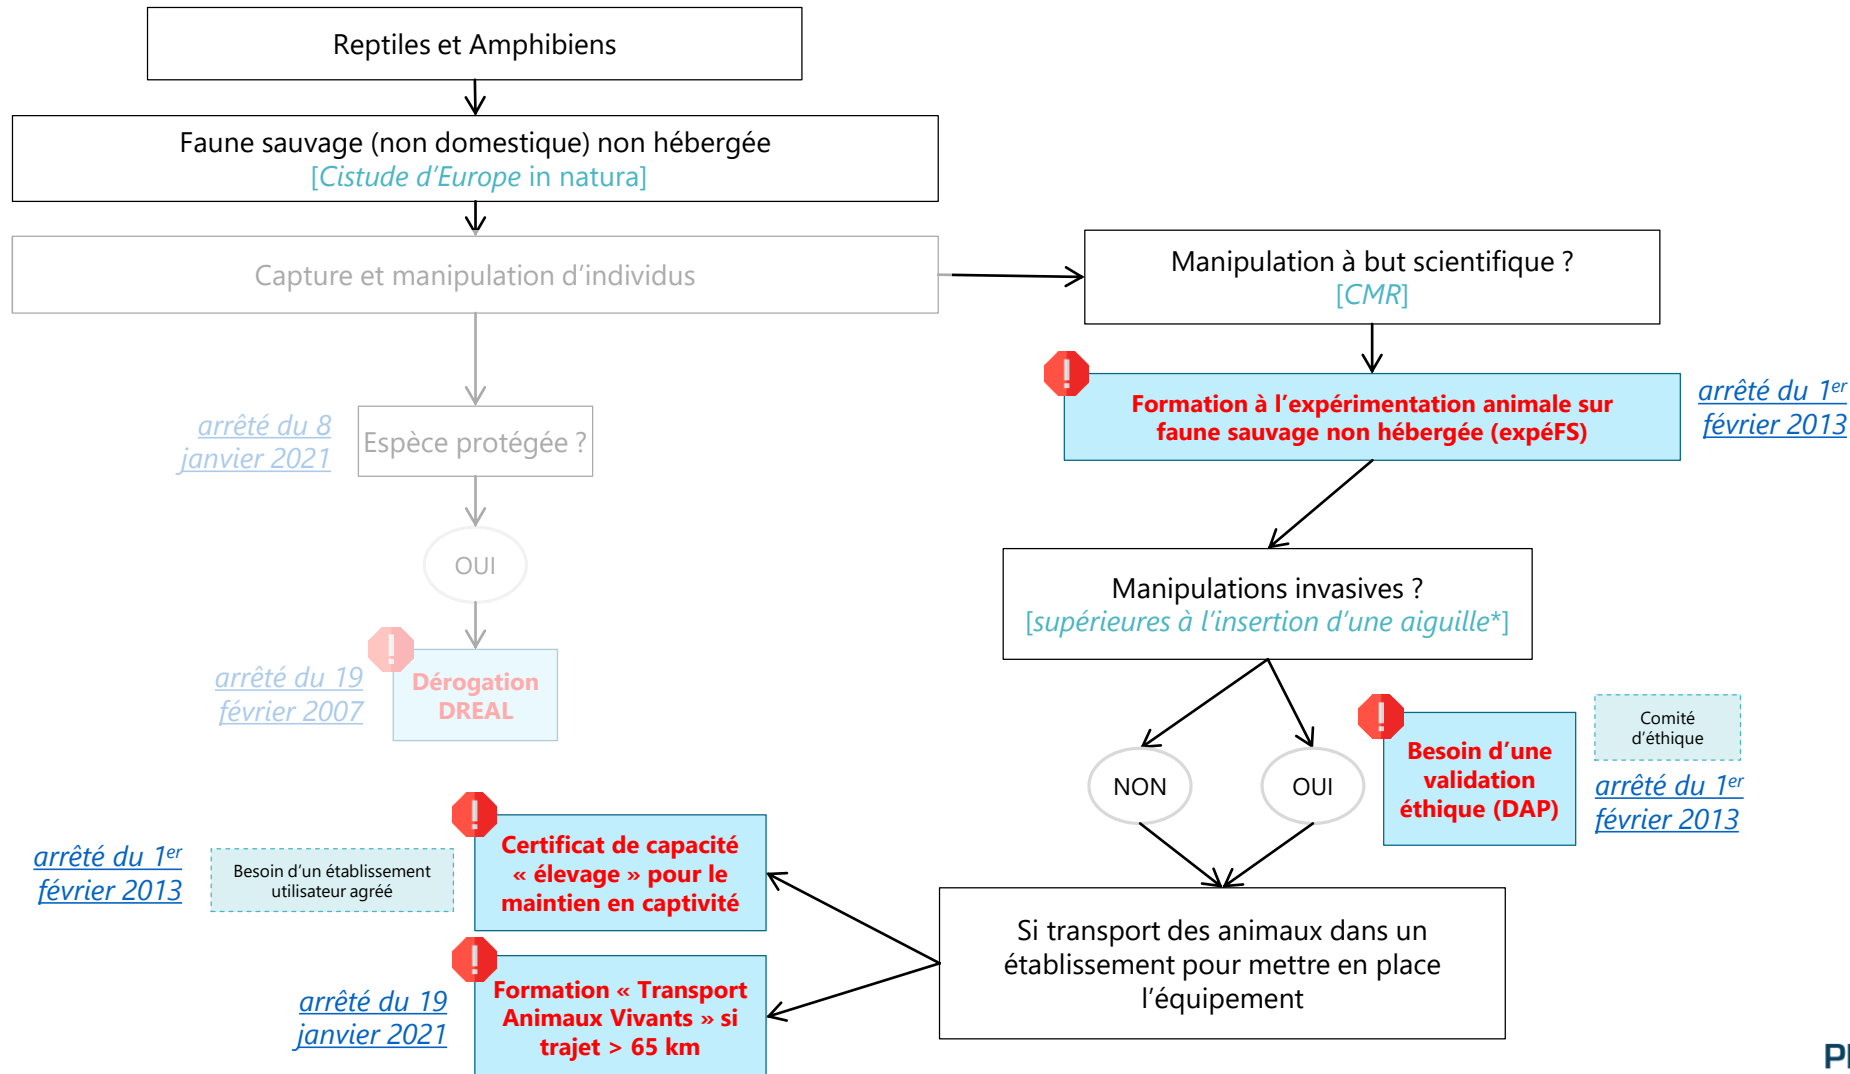 Reptiles et Amphibiens
Faune sauvage (non domestique) non hébergée
[Cistude d'Europe in natura]
Capture et manipulation d'individus
Manipulation à but scientifique ?
[CMR]
Formation à l'expérimentation animale sur
faune sauvage non hébergée (expéFS)
arrêté du 1er
février 2013
arrêté du 8
janvier 2021
Espèce protégée ?
OUI
Dérogation
DREAL
arrêté du 19
février 2007
Manipulations invasives ?
[supérieures à l'insertion d'une aiguille*]
NON
OUI
Besoin d'une
validation
éthique (DAP)
Comité
d'éthique
arrêté du 1er
février 2013
Certificat de capacité
« élevage » pour le
maintien en captivité
Besoin d'un établissement
utilisateur agréé
arrêté du 1er
février 2013
Si transport des animaux dans un
établissement pour mettre en place
l'équipement
Formation « Transport
Animaux Vivants » si
trajet > 65 km
arrêté du 19
janvier 2021